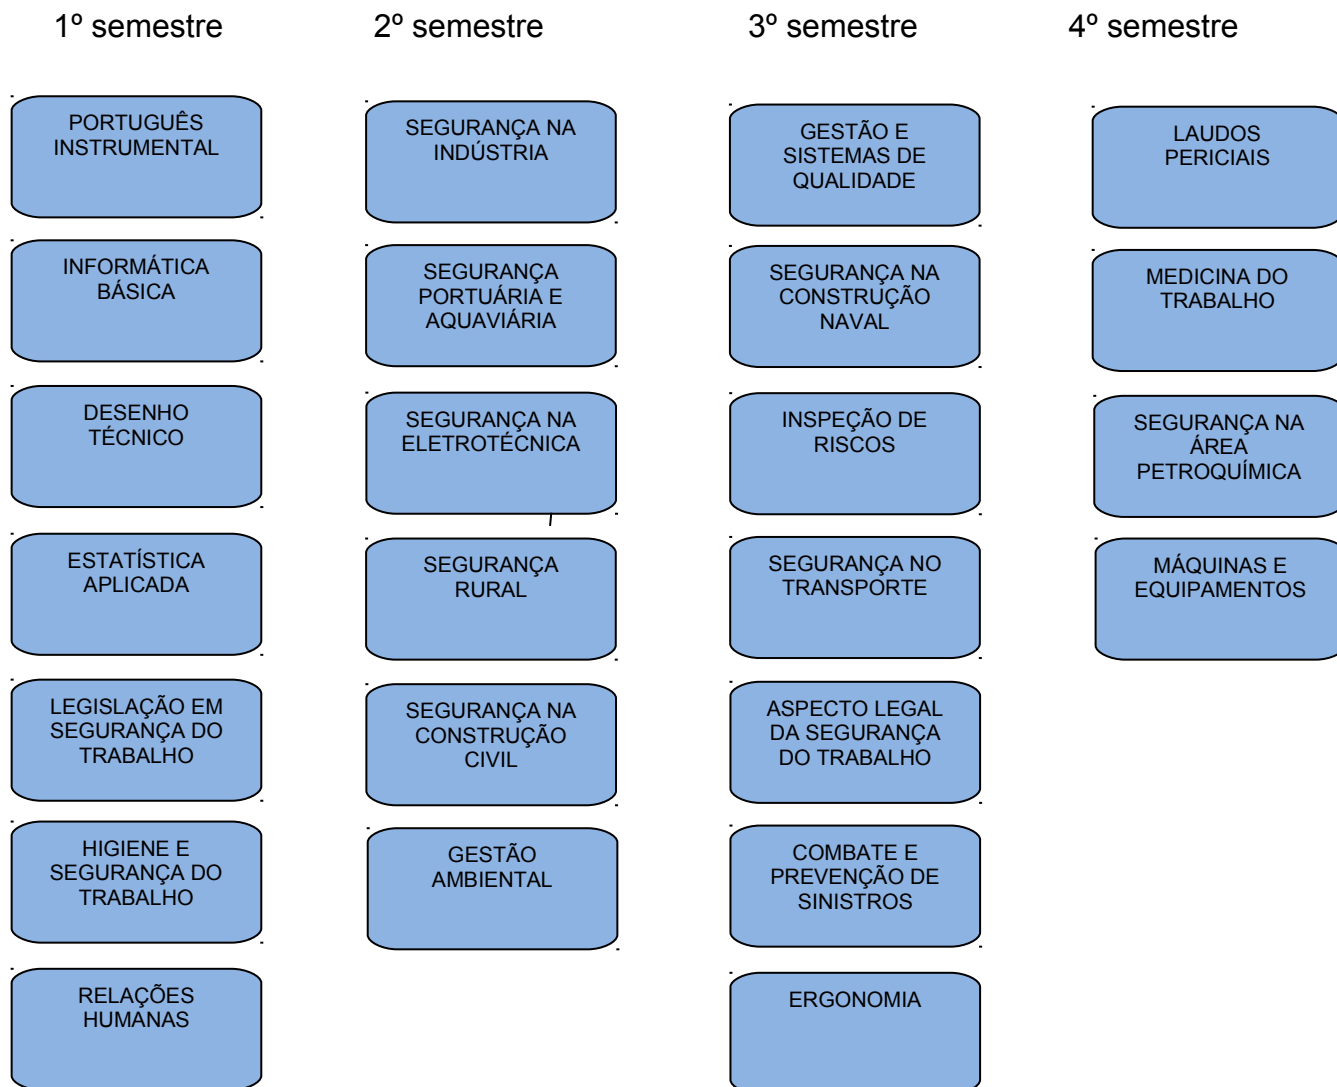 1º semestre
2º semestre
3º semestre
4º semestre
PORTUGUÊS
INSTRUMENTAL
INFORMÁTICA
BÁSICA
DESENHO
TÉCNICO
ESTATÍSTICA
APLICADA
LEGISLAÇÃO EM
SEGURANÇA DO
TRABALHO
HIGIENE E
SEGURANÇA DO
TRABALHO
RELAÇÕES
HUMANAS
SEGURANÇA NA
INDÚSTRIA
SEGURANÇA
PORTUÁRIA E
AQUAVIÁRIA
SEGURANÇA NA
ELETROTÉCNICA
SEGURANÇA
RURAL
SEGURANÇA NA
CONSTRUÇÃO
CIVIL
GESTÃO
AMBIENTAL
GESTÃO E
SISTEMAS DE
QUALIDADE
SEGURANÇA NA
CONSTRUÇÃO
NAVAL
INSPEÇÃO DE
RISCOS
SEGURANÇA NO
TRANSPORTE
ASPECTO LEGAL
DA SEGURANÇA
DO TRABALHO
COMBATE E
PREVENÇÃO DE
SINISTROS
ERGONOMIA
LAUDOS
PERICIAIS
MEDICINA DO
TRABALHO
SEGURANÇA NA
ÁREA
PETROQUÍMICA
MÁQUINAS E
EQUIPAMENTOS